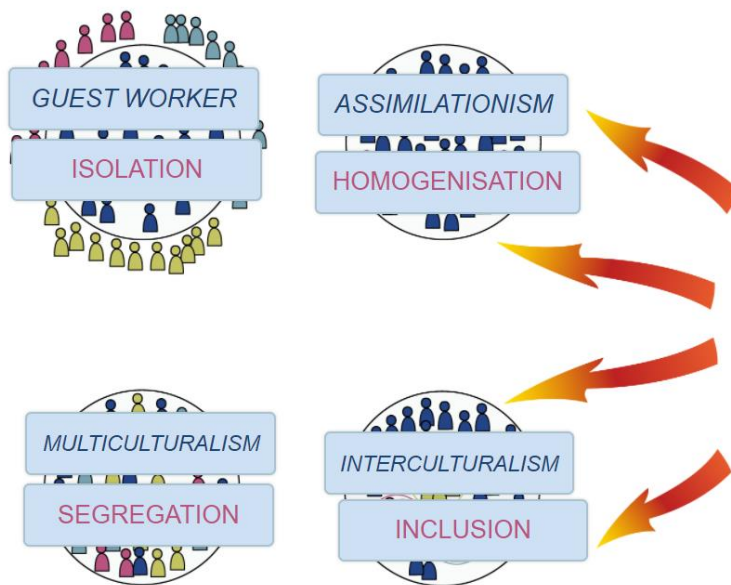 GUEST WORKER
ISOLATION
ASSIMILATIONISM
HOMOGENISATION
MULTICULTURALISM
SEGREGATION
INTERCULTURALISM
INCLUSION